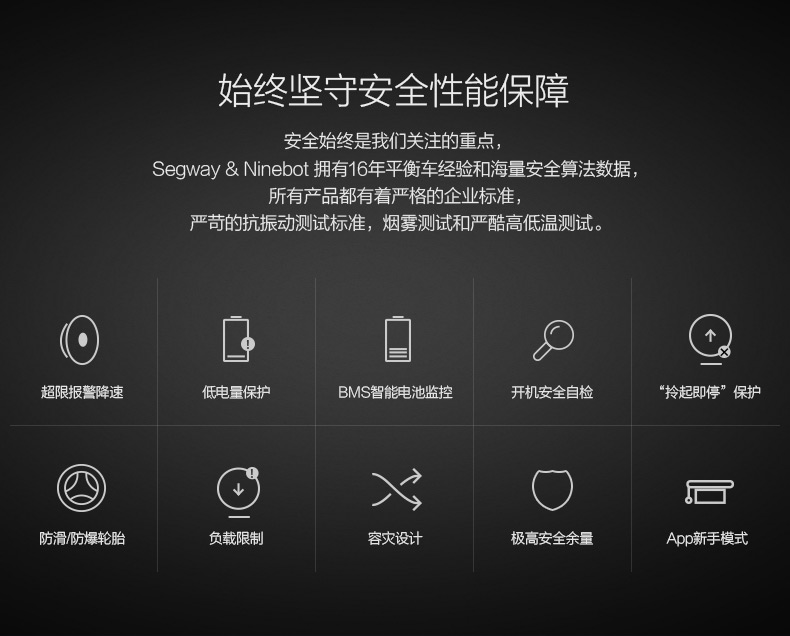 始终坚守安全性能保障
安全始终是我们关注的重点，
Segway & Ninebot 拥有16年平衡车经验和海量安全算法数据，
所有产品都有着严格的企业标准，
严苛的抗振动测试标准，烟雾测试和严酷高低温测试。
超限报警降速
低电量保护
BMS智能电池监控
开机安全自检
“拎起即停”保护
防滑/防爆轮胎
负载限制
容灾设计
极高安全余量
App新手模式